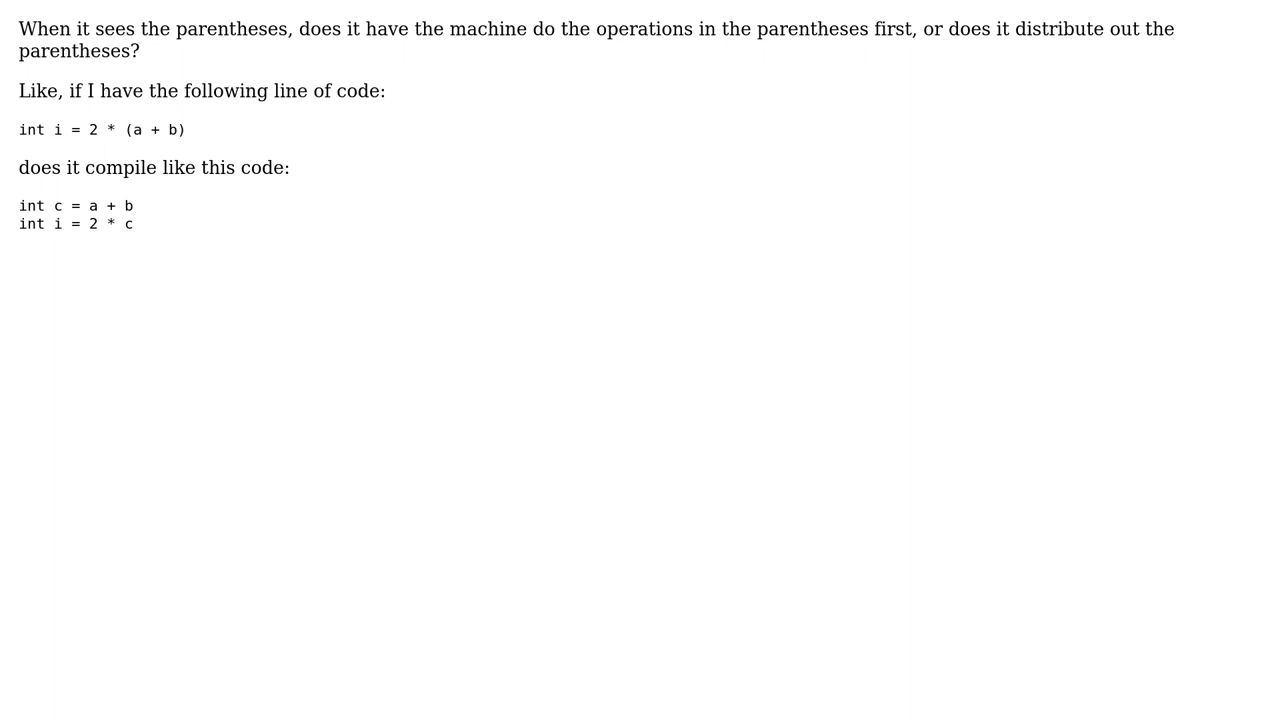 When it sees the parentheses, does it have the machine do the operations in the parentheses first, or does it distribute out the
parentheses?
Like, if I have the following line of code:
int i = 2 * (a + b)
does it compile like this code:
int c = a + b
int i = 2 * c